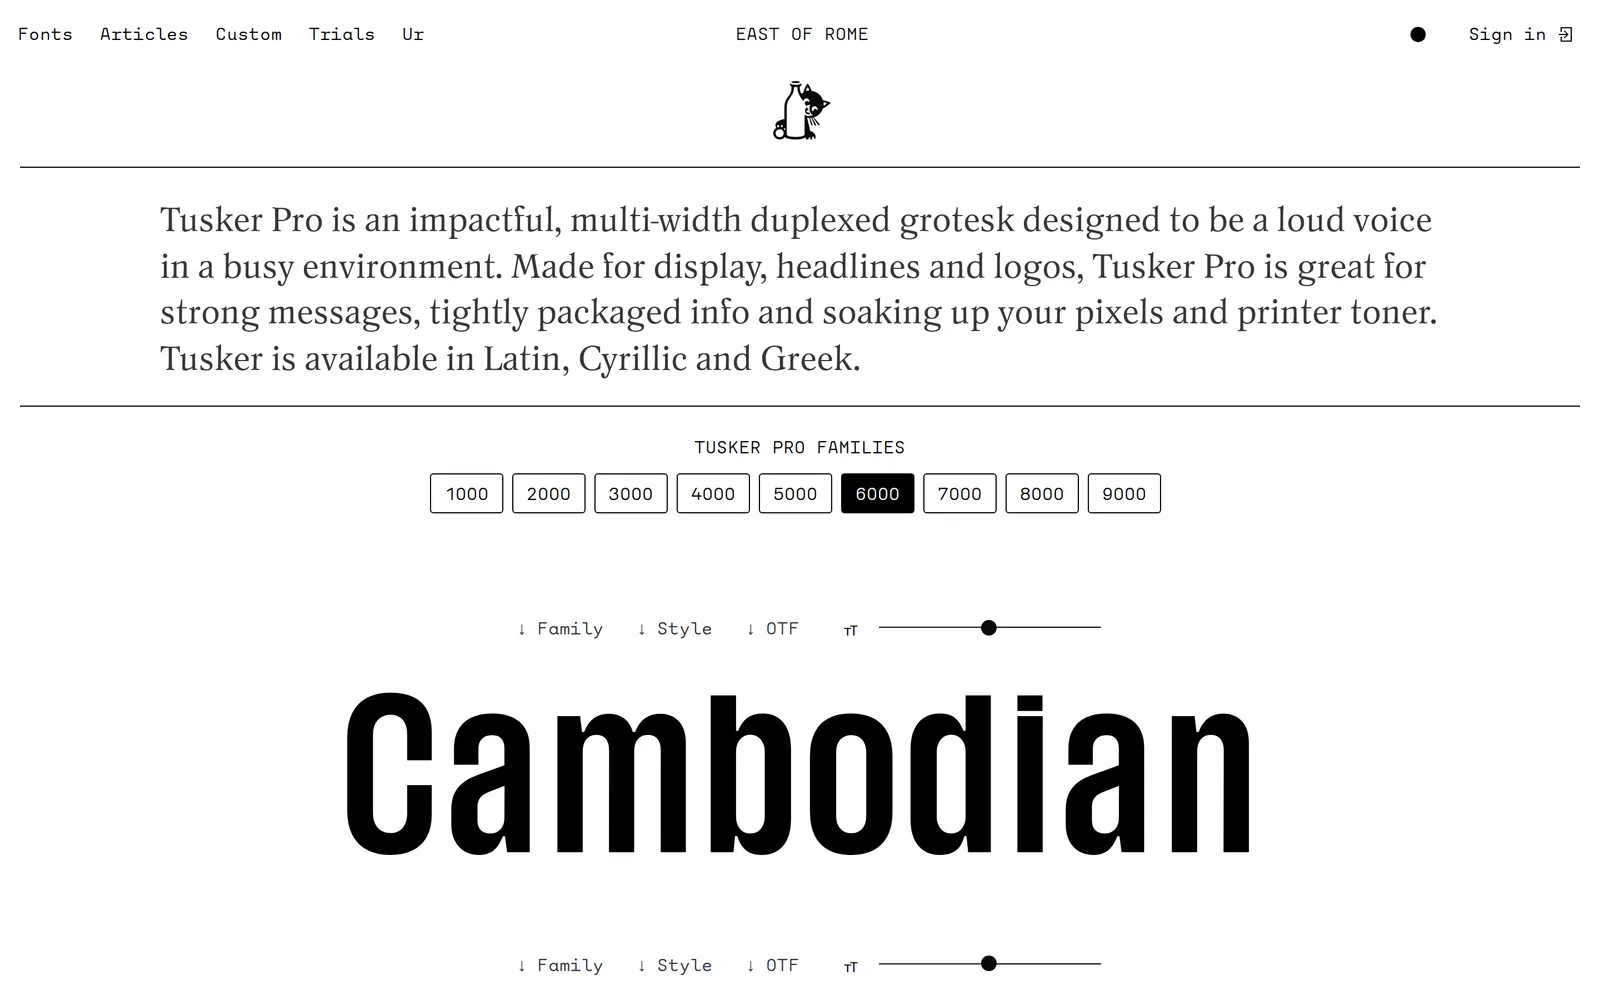 Fonts Articles Custom Trials Ur EAST OF ROME Sign in
Tusker Pro is an impactful, multi-width duplexed grotesk designed to be a loud voice
in a busy environment. Made for display, headlines and logos, Tusker Pro is great for
strong messages, tightly packaged info and soaking up your pixels and printer toner.
Tusker is available in Latin, Cyrillic and Greek.
TUSKER PRO FAMILIES
1000 2000 3000 4000 5000 6000 7000 8000 9000
↓ Family ↓ Style ↓ OTF TT
Cambodian
↓ Family ↓ Style ↓ OTF TT